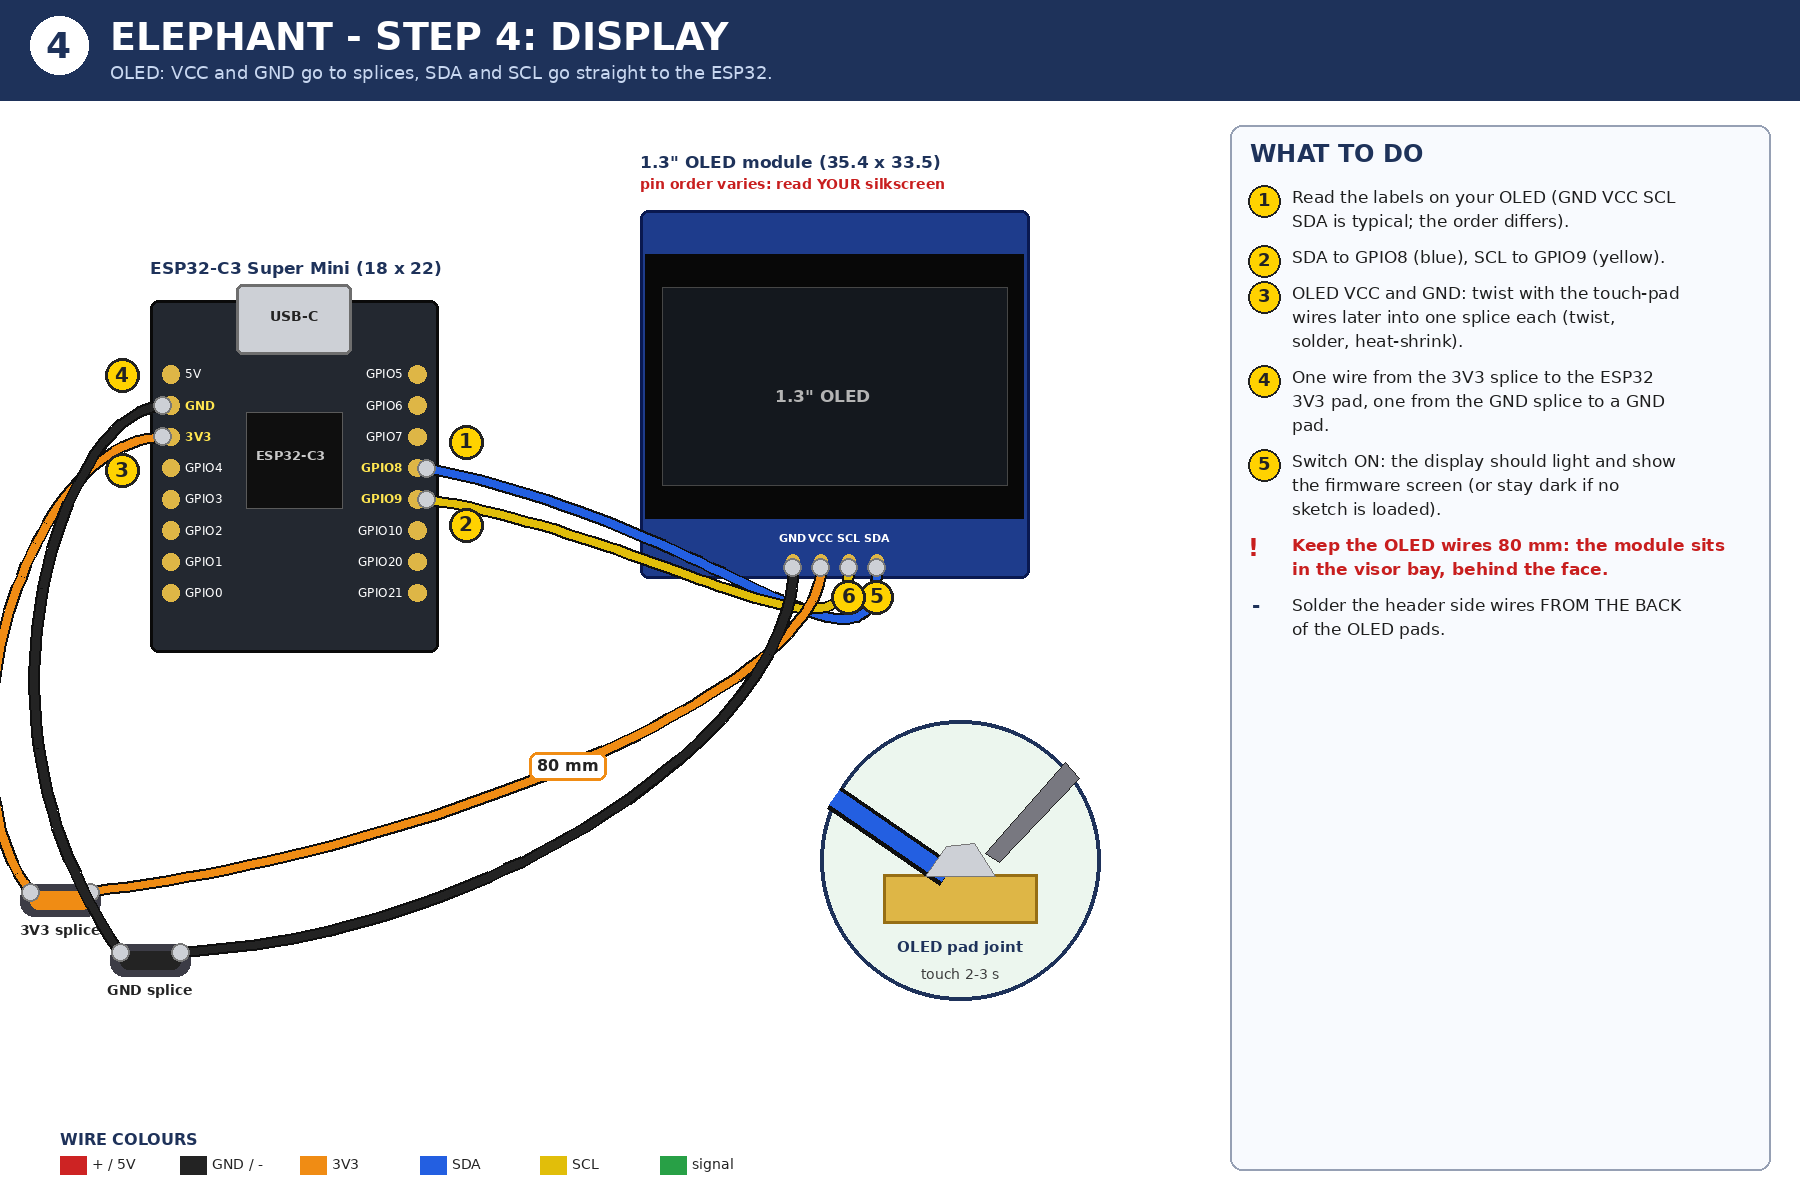 4
ELEPHANT - STEP 4: DISPLAY
OLED: VCC and GND go to splices, SDA and SCL go straight to the ESP32.
1.3" OLED module (35.4 x 33.5)
pin order varies: read YOUR silkscreen
ESP32-C3 Super Mini (18 x 22)
USB-C
4
5V
GND
3V3
3
GPIO4
GPIO3
GPIO2
GPIO1
GPIO0
ESP32-C3
GPIO5
GPIO6
GPIO7
GPIO8
GPIO9
GPIO10
GPIO20
GPIO21
1
2
1.3" OLED
GND VCC SCL SDA
6 5
80 mm
3V3 splice
GND splice
OLED pad joint
touch 2-3 s
WIRE COLOURS
+ / 5V
GND / -
3V3
SDA
SCL
signal
WHAT TO DO
1 Read the labels on your OLED (GND VCC SCL
SDA is typical; the order differs).
2 SDA to GPIO8 (blue), SCL to GPIO9 (yellow).
3 OLED VCC and GND: twist with the touch-pad
wires later into one splice each (twist,
solder, heat-shrink).
4 One wire from the 3V3 splice to the ESP32
3V3 pad, one from the GND splice to a GND
pad.
5 Switch ON: the display should light and show
the firmware screen (or stay dark if no
sketch is loaded).
! Keep the OLED wires 80 mm: the module sits
in the visor bay, behind the face.
- Solder the header side wires FROM THE BACK
of the OLED pads.